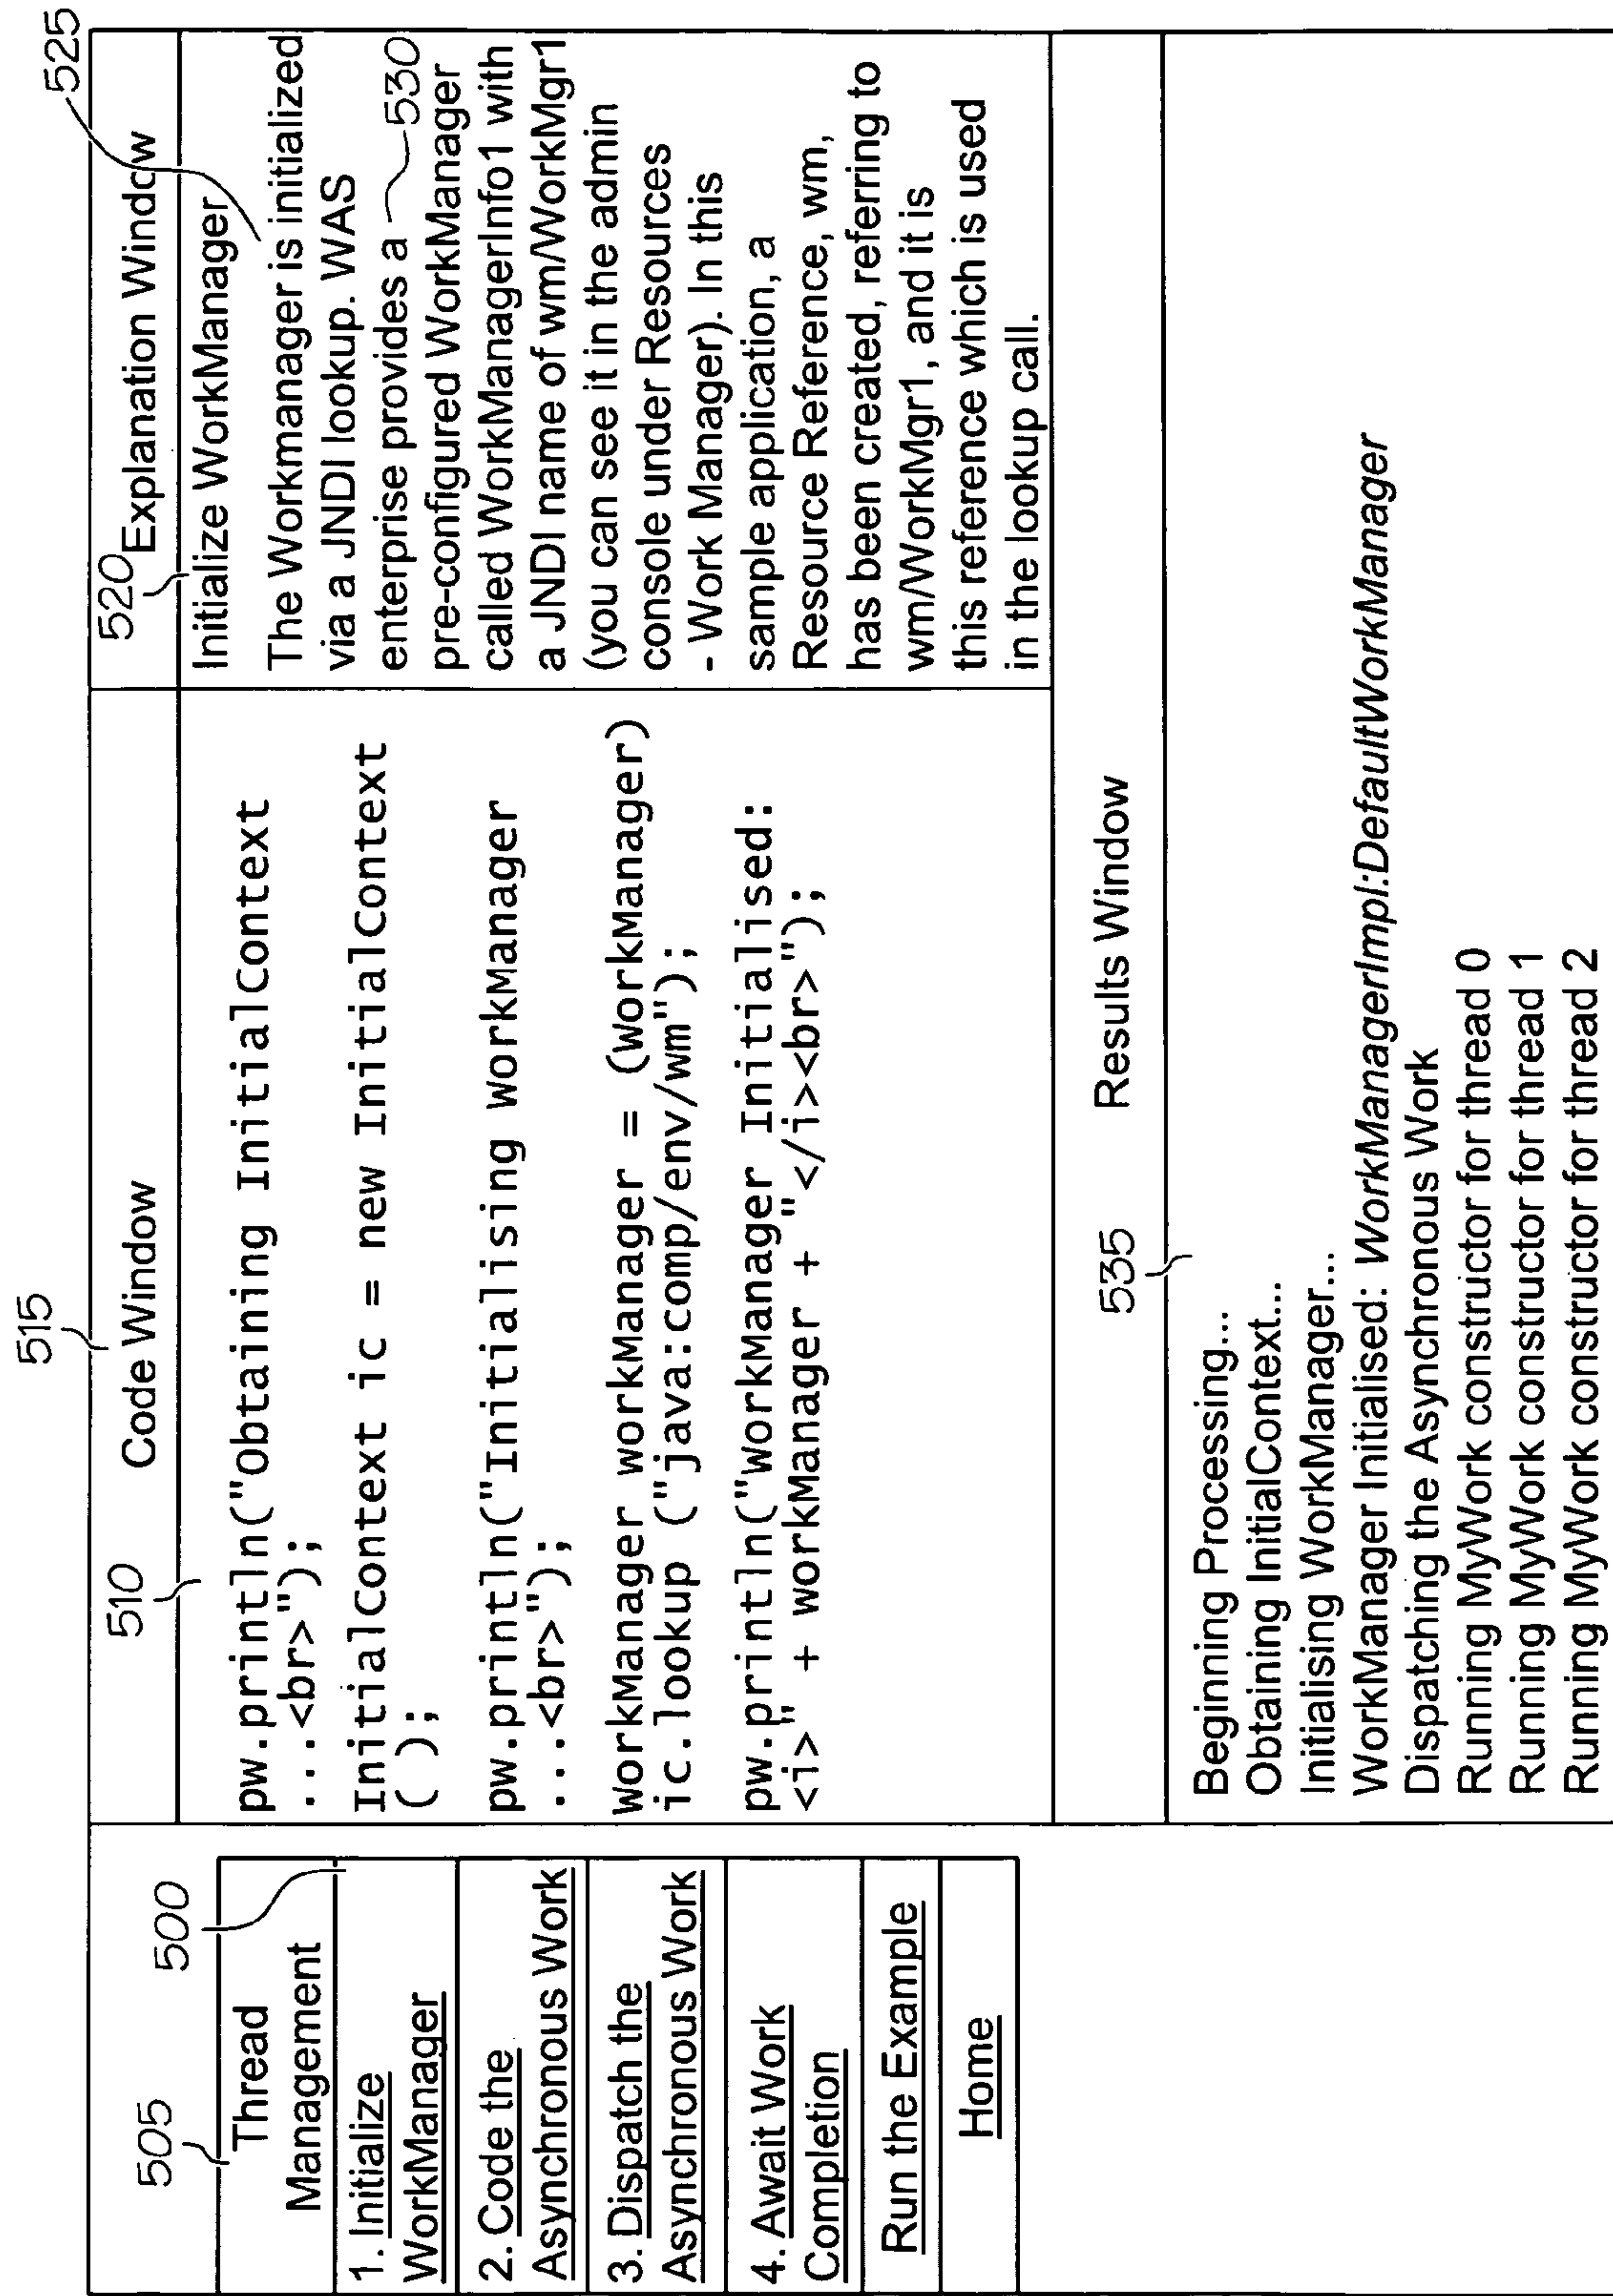 505
500
Thread
Management
1. Initialize
WorkManager
2. Code the
Asynchronous Work
3. Dispatch the
Asynchronous Work
4. Await Work
Completion
Run the Example
Home
515
Code Window
510
pw.println("Obtaining InitialContext
...<br>");
InitialContext ic = new InitialContext
();
pw.println("Initialising WorkManager
...<br>");
WorkManager workManager = (WorkManager)
ic.lookup ("java:comp/env/wm");
pw.println("WorkManager Initialised:
<i>" + workManager + "</i><br>");
520
Explanation Window
525
Initialize WorkManager
The Workmanager is initialized
via a JNDI lookup. WAS
enterprise provides a
530
pre-configured WorkManager
called WorkManagerInfo1 with
a JNDI name of wm/WorkMgr1
(you can see it in the admin
console under Resources
- Work Manager). In this
sample application, a
Resource Reference, wm,
has been created, referring to
wm/WorkMgr1, and it is
this reference which is used
in the lookup call.
535
Results Window
Beginning Processing...
Obtaining InitialContext...
Initialising WorkManager...
WorkManager Initialised: WorkManagerImpl:DefaultWorkManager
Dispatching the Asynchronous Work
Running MyWork constructor for thread 0
Running MyWork constructor for thread 1
Running MyWork constructor for thread 2